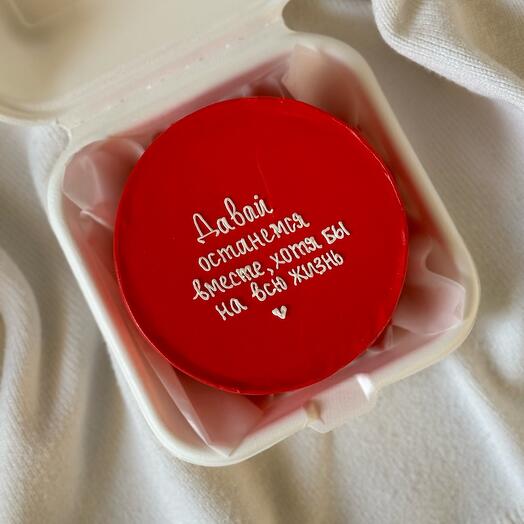 Давай
останемся
вместе, хотя бы
на всю жизнь